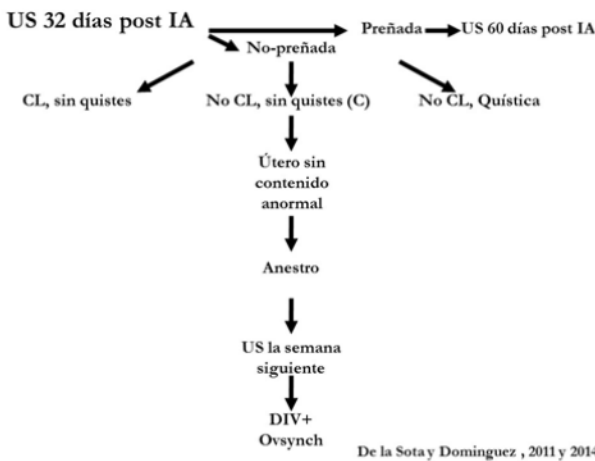 US 32 días post IA
Preñada
US 60 días post IA
No-preñada
CL, sin quistes
No CL, sin quistes (C)
No CL, Quística
Útero sin
contenido
anormal
Anestro
US la semana
siguiente
DIV+
Ovsynch
De la Sota y Dominguez , 2011 y 2014